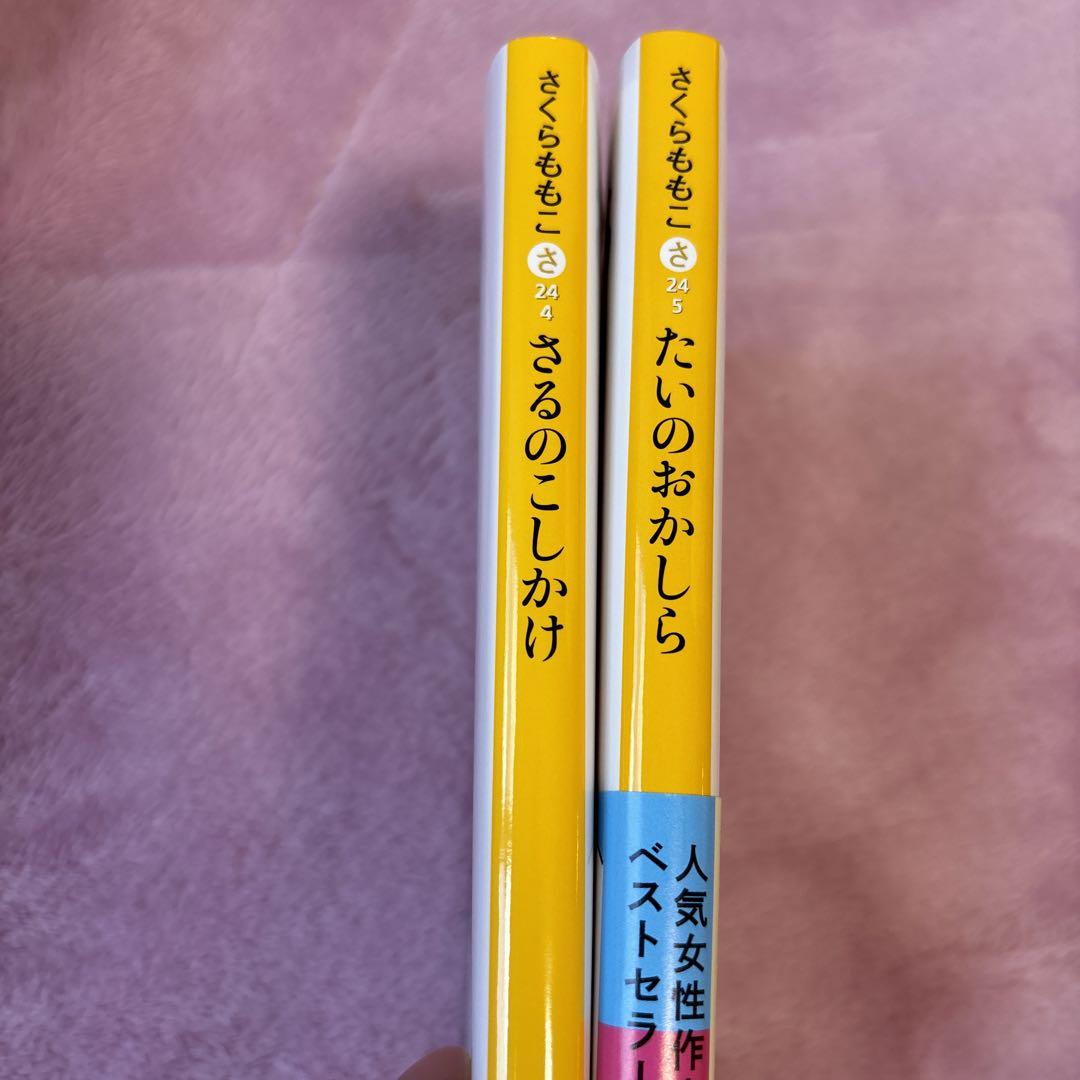 さくらももこ
さ
24
4
さるのこしかけ
さくらももこ
さ
24
5
たいのおかしら
人気女性作
ベストセラー